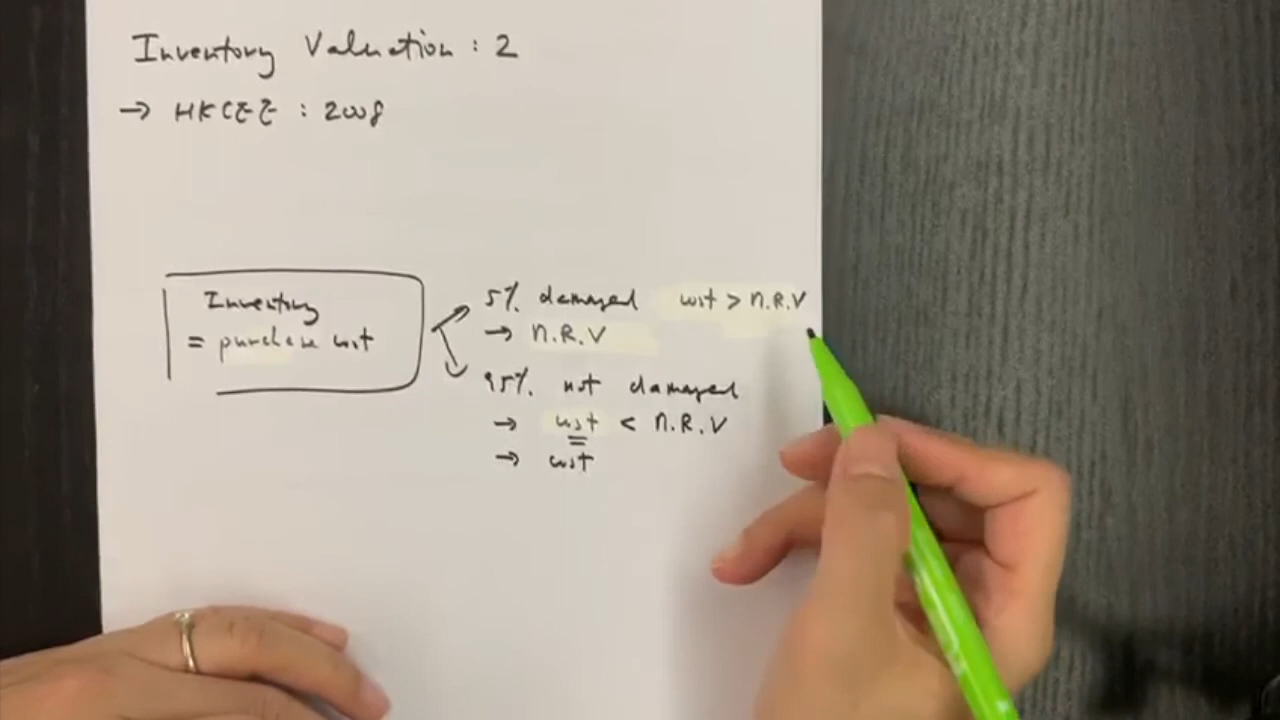 Inventory Valuation : 2
→ HKCEE : 2008
Inventory
= purchase cost
5% damaged cost > n.R.V
→ n.R.V
95% not damaged
→ cost < n.R.V
→ cost